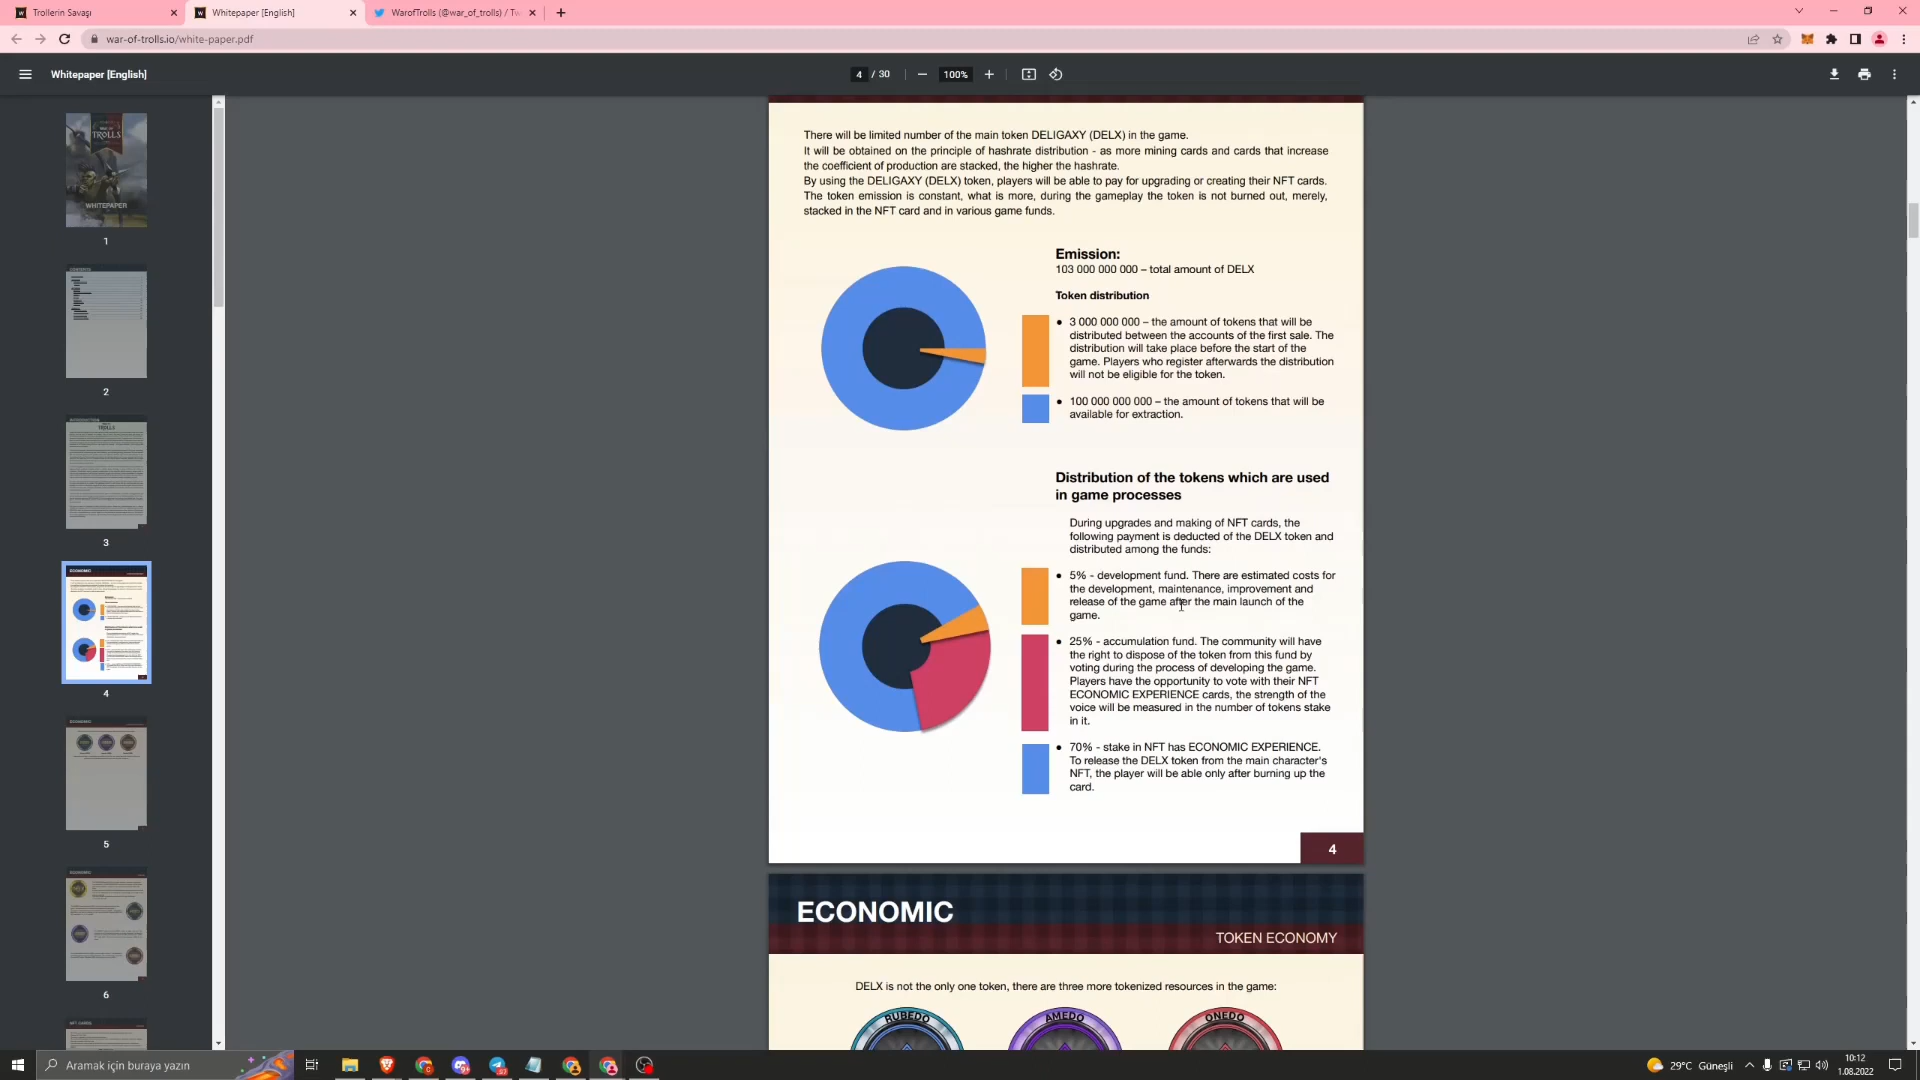 Trollerin Savaşı
Whitepaper [English]
WarofTrolls (@war_of_trolls) / Tw
war-of-trolls.io/white-paper.pdf
Whitepaper [English]
4 / 30
100%
TROLLS
WHITEPAPER
1
2
3
4
5
6
There will be limited number of the main token DELIGAXY (DELX) in the game.
It will be obtained on the principle of hashrate distribution - as more mining cards and cards that increase
the coefficient of production are stacked, the higher the hashrate.
By using the DELIGAXY (DELX) token, players will be able to pay for upgrading or creating their NFT cards.
The token emission is constant, what is more, during the gameplay the token is not burned out, merely,
stacked in the NFT card and in various game funds.
Emission:
103 000 000 000 – total amount of DELX
Token distribution
• 3 000 000 000 – the amount of tokens that will be
distributed between the accounts of the first sale. The
distribution will take place before the start of the
game. Players who register afterwards the distribution
will not be eligible for the token.
• 100 000 000 000 – the amount of tokens that will be
available for extraction.
Distribution of the tokens which are used
in game processes
During upgrades and making of NFT cards, the
following payment is deducted of the DELX token and
distributed among the funds:
• 5% - development fund. There are estimated costs for
the development, maintenance, improvement and
release of the game after the main launch of the
game.
• 25% - accumulation fund. The community will have
the right to dispose of the token from this fund by
voting during the process of developing the game.
Players have the opportunity to vote with their NFT
ECONOMIC EXPERIENCE cards, the strength of the
voice will be measured in the number of tokens stake
in it.
• 70% - stake in NFT has ECONOMIC EXPERIENCE.
To release the DELX token from the main character's
NFT, the player will be able only after burning up the
card.
4
ECONOMIC
TOKEN ECONOMY
DELX is not the only one token, there are three more tokenized resources in the game:
RUBEDO
AMEDO
ONEDO
Aramak için buraya yazın
29°C Güneşli
10:12
1.08.2022